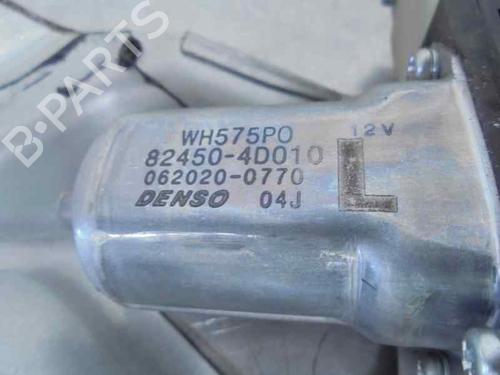 B-PARTS
WH575PO 12V
82450-4D010 L
062020-0770
DENSO 04J